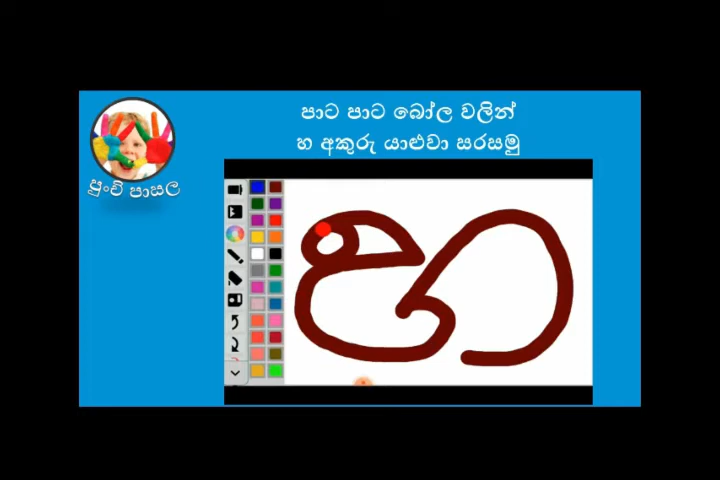 පාට පාට බෝල වලින්
හ අකුරු යාළුවා සරසමු
පුංචි පාසල
හ